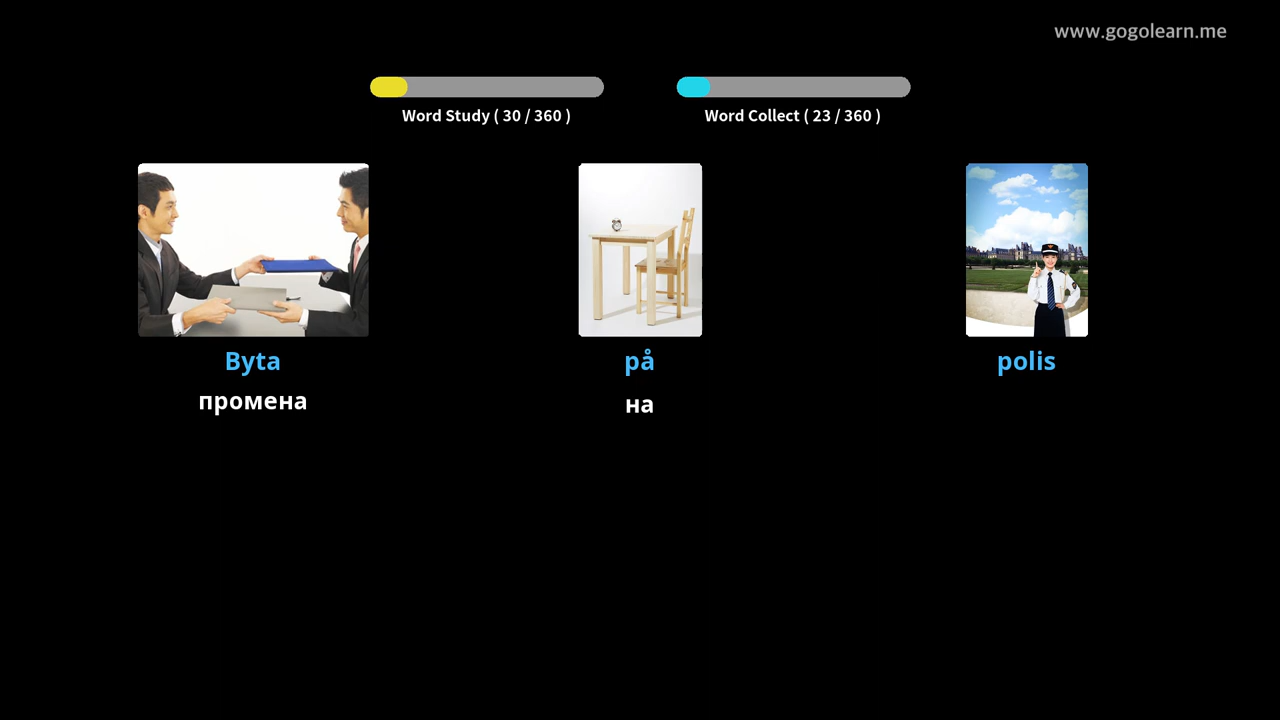 www.gogolearn.me
Word Study ( 30 / 360 )
Word Collect ( 23 / 360 )
Byta
på
polis
промена
на